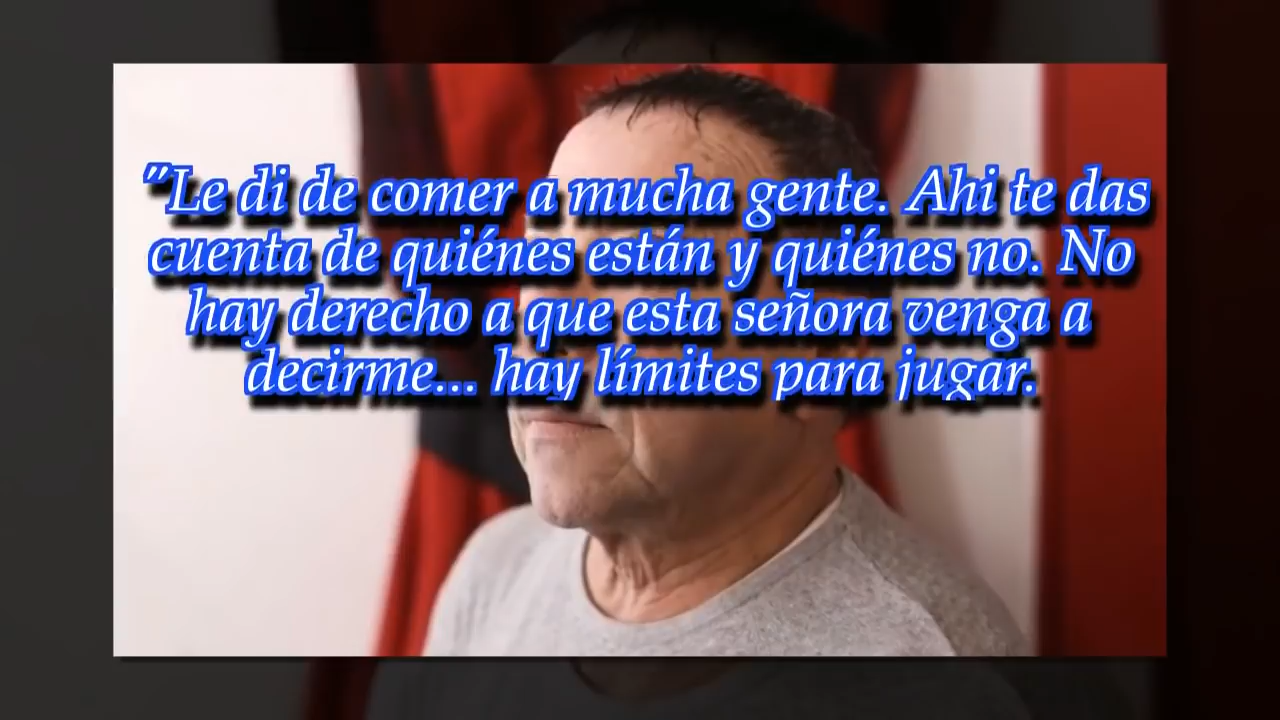 "Le di de comer a mucha gente. Ahi te das
cuenta de quiénes están y quiénes no. No
hay derecho a que esta señora venga a
decirme... hay límites para jugar.